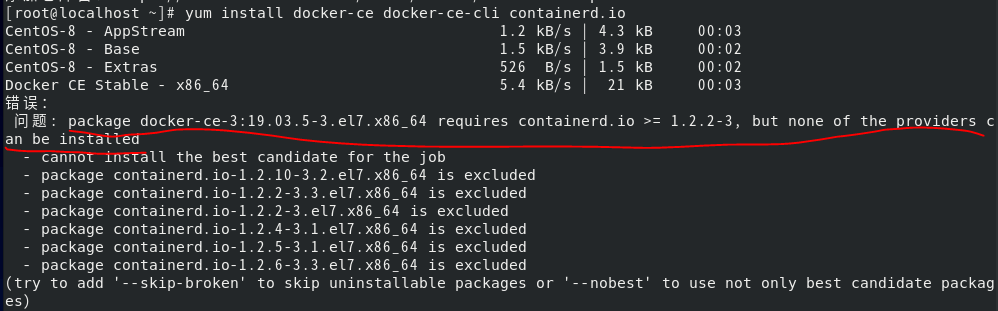 [root@localhost ~]# yum install docker-ce docker-ce-cli containerd.io
CentOS-8 - AppStream                                   1.2 kB/s | 4.3 kB     00:03
CentOS-8 - Base                                        1.5 kB/s | 3.9 kB     00:02
CentOS-8 - Extras                                      526  B/s | 1.5 kB     00:02
Docker CE Stable - x86_64                              5.4 kB/s |  21 kB     00:03
错误:
 问题: package docker-ce-3:19.03.5-3.el7.x86_64 requires containerd.io >= 1.2.2-3, but none of the providers c
an be installed
  - cannot install the best candidate for the job
  - package containerd.io-1.2.10-3.2.el7.x86_64 is excluded
  - package containerd.io-1.2.2-3.3.el7.x86_64 is excluded
  - package containerd.io-1.2.2-3.el7.x86_64 is excluded
  - package containerd.io-1.2.4-3.1.el7.x86_64 is excluded
  - package containerd.io-1.2.5-3.1.el7.x86_64 is excluded
  - package containerd.io-1.2.6-3.3.el7.x86_64 is excluded
(try to add '--skip-broken' to skip uninstallable packages or '--nobest' to use not only best candidate packag
es)